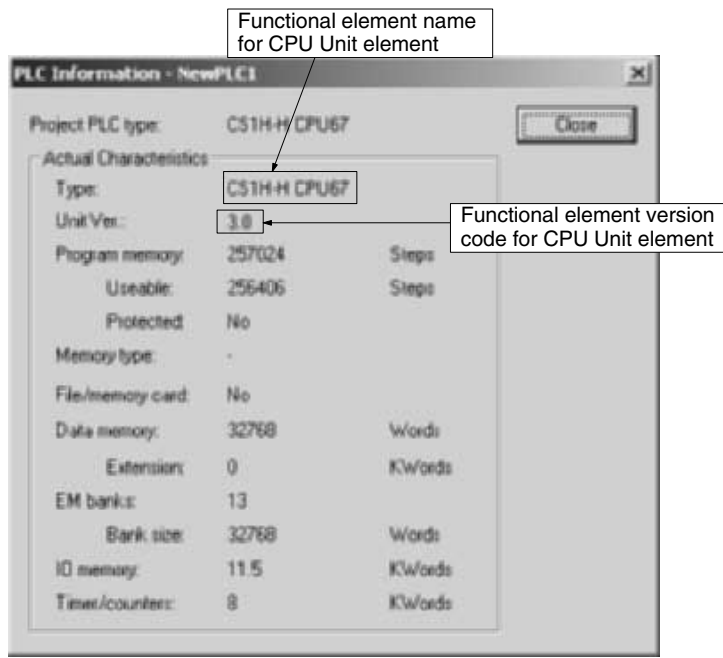 Functional element name
for CPU Unit element
PLC Information - NewPLC1
Project PLC type: CS1H-H CPU67 Close
Actual Characteristics
Type: CS1H-H CPU67
Unit Ver.: 3.0
Functional element version
code for CPU Unit element
Program memory: 257024 Steps
Useable: 256406 Steps
Protected: No
Memory type: -
File/memory card: No
Data memory: 32768 Words
Extension: 0 KWords
EM banks: 13
Bank size: 32768 Words
IO memory: 11.5 KWords
Timer/counters: 8 KWords